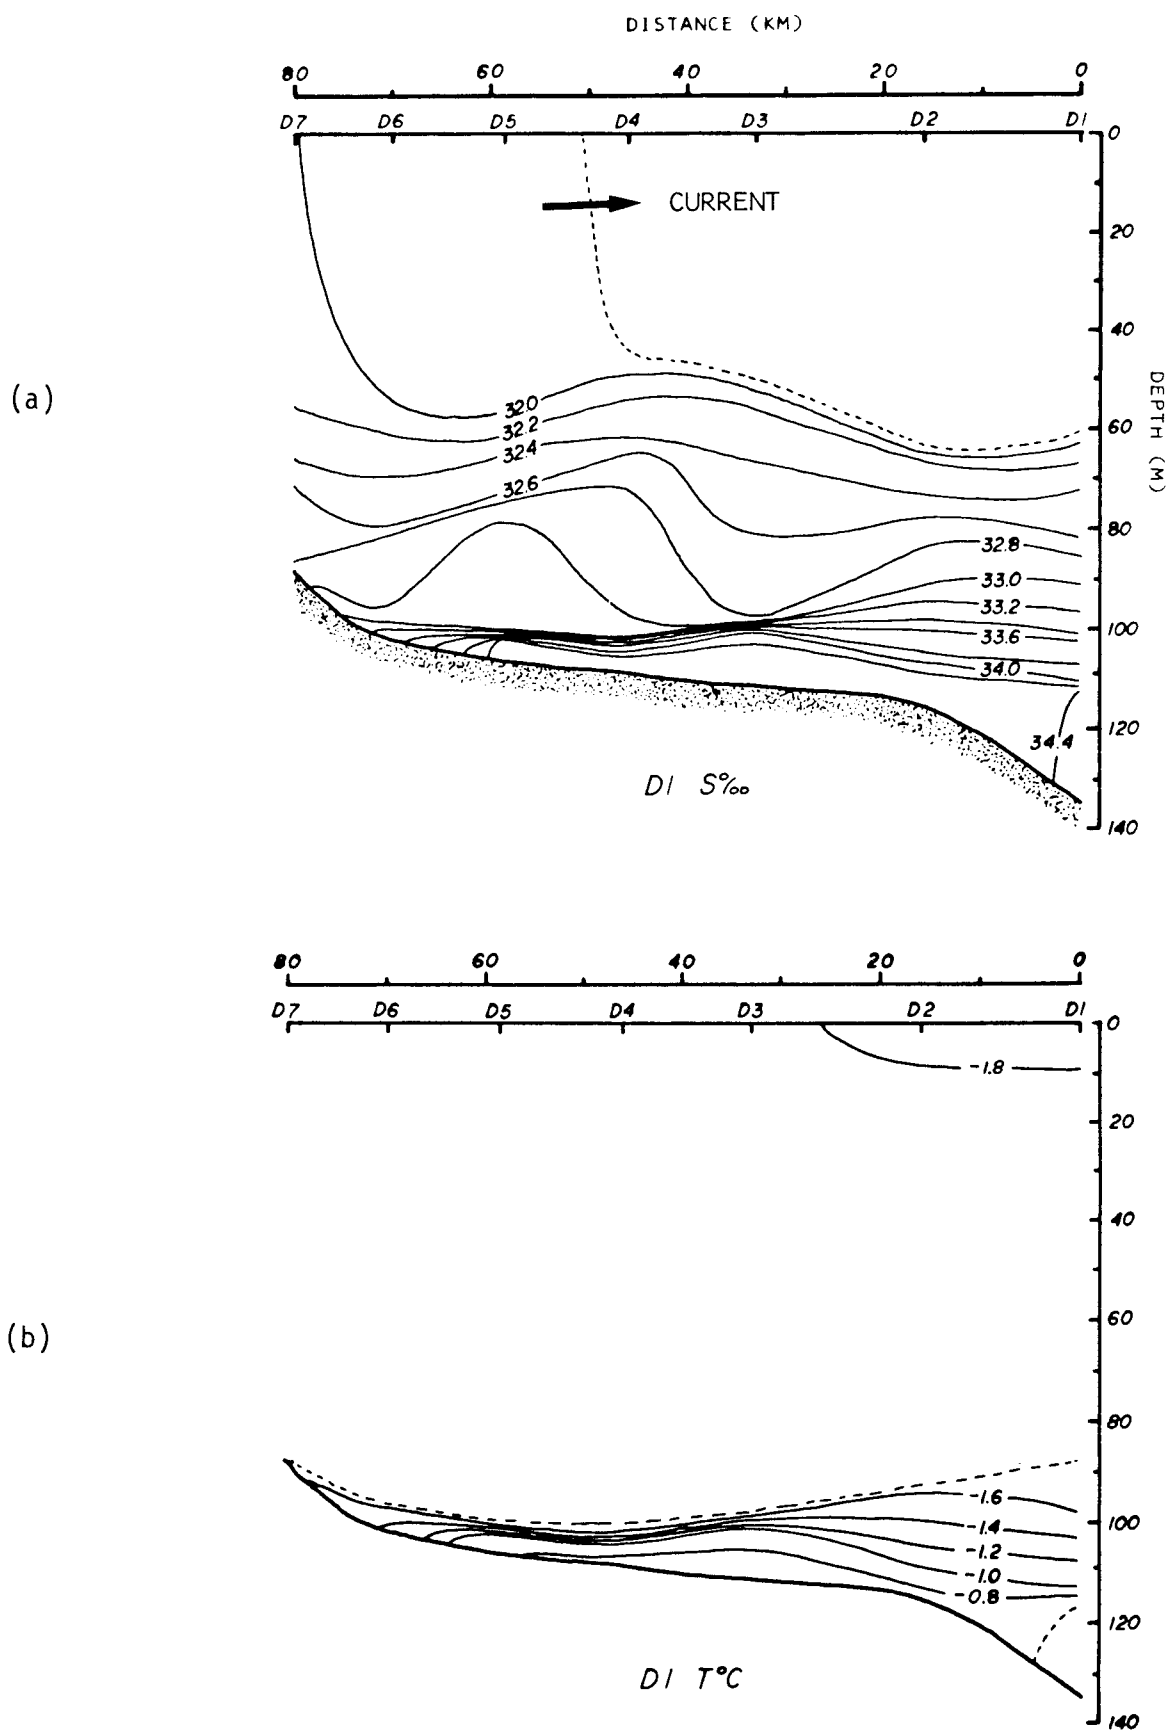 DISTANCE (KM)
80 60 40 20 0
D7 D6 D5 D4 D3 D2 D1
0
CURRENT
20
40
(a)
DEPTH (M)
32.0
32.2
60
32.4
32.6
80
32.8
33.0
33.2
100
33.6
34.0
120
34.4
D1 S‰
140
80 60 40 20 0
D7 D6 D5 D4 D3 D2 D1
0
-1.8
20
40
60
(b)
80
-1.6
100
-1.4
-1.2
-1.0
-0.8
120
D1 T°C
140